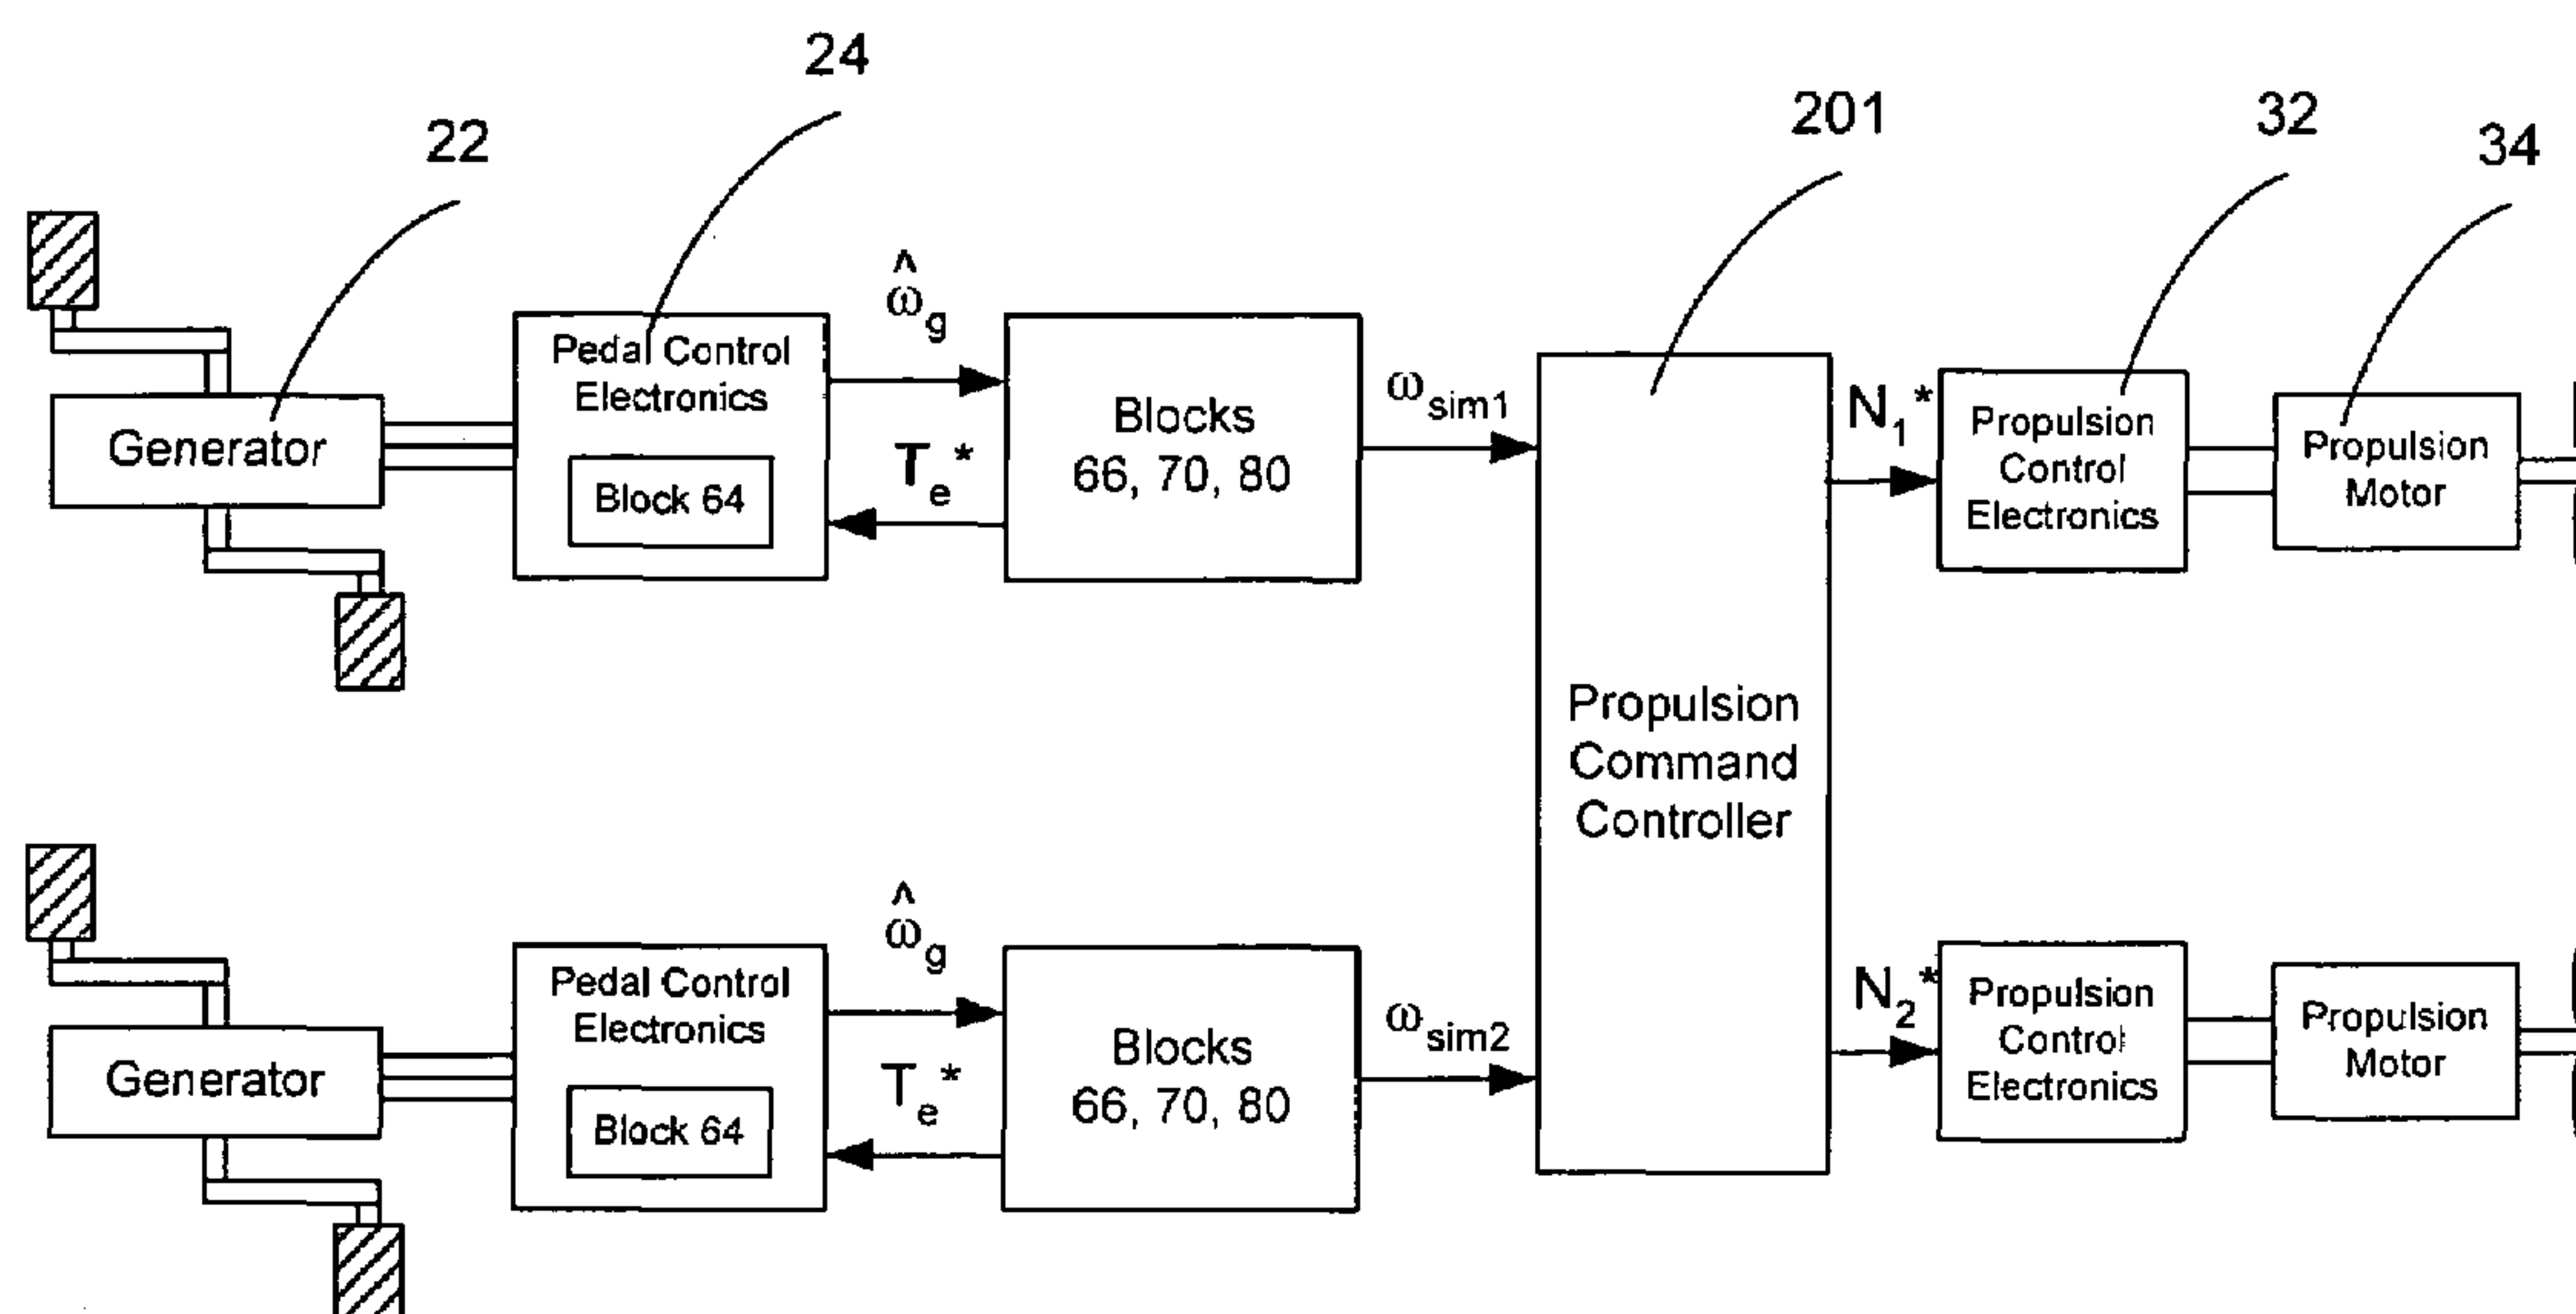 24
22
201
32
34
Generator
Pedal Control
Electronics
Block 64
ω̂g
Te*
Blocks
66, 70, 80
ωsim1
Propulsion
Command
Controller
N1*
Propulsion
Control
Electronics
Propulsion
Motor
Generator
Pedal Control
Electronics
Block 64
ω̂g
Te*
Blocks
66, 70, 80
ωsim2
N2*
Propulsion
Control
Electronics
Propulsion
Motor